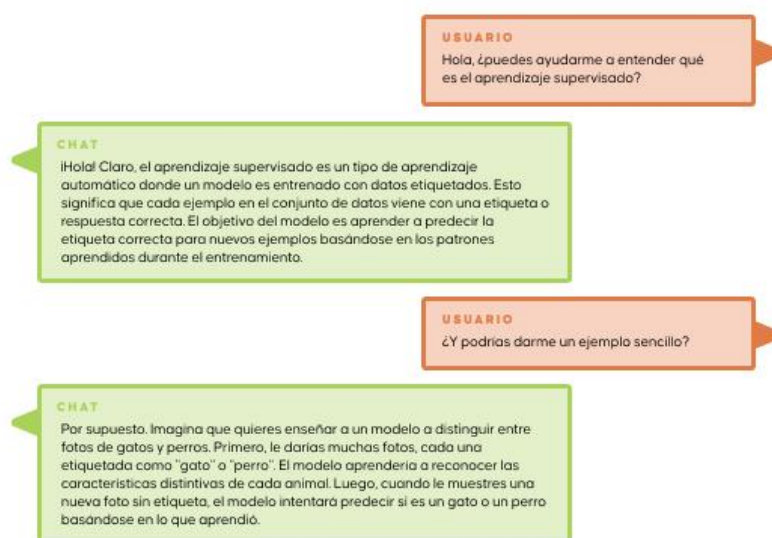 USUARIO
Hola, ¿puedes ayudarme a entender qué
es el aprendizaje supervisado?
CHAT
¡Hola! Claro, el aprendizaje supervisado es un tipo de aprendizaje
automático donde un modelo es entrenado con datos etiquetados. Esto
significa que cada ejemplo en el conjunto de datos viene con una etiqueta o
respuesta correcta. El objetivo del modelo es aprender a predecir la
etiqueta correcta para nuevos ejemplos basándose en los patrones
aprendidos durante el entrenamiento.
USUARIO
¿Y podrías darme un ejemplo sencillo?
CHAT
Por supuesto. Imagina que quieres enseñar a un modelo a distinguir entre
fotos de gatos y perros. Primero, le darías muchas fotos, cada una
etiquetada como "gato" o "perro". El modelo aprendería a reconocer las
características distintivas de cada animal. Luego, cuando le muestres una
nueva foto sin etiqueta, el modelo intentará predecir si es un gato o un perro
basándose en lo que aprendió.